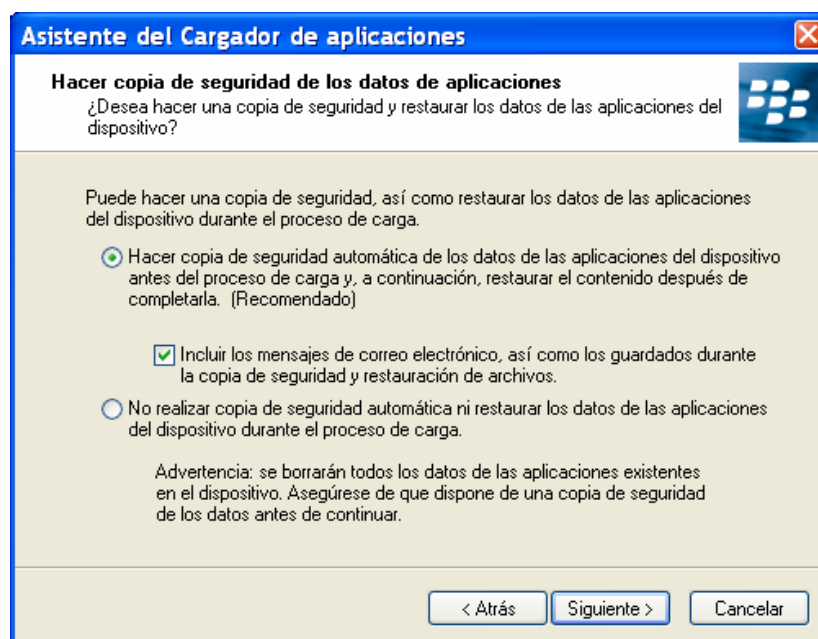 Asistente del Cargador de aplicaciones
Hacer copia de seguridad de los datos de aplicaciones
¿Desea hacer una copia de seguridad y restaurar los datos de las aplicaciones del
dispositivo?
Puede hacer una copia de seguridad, así como restaurar los datos de las aplicaciones
del dispositivo durante el proceso de carga.
Hacer copia de seguridad automática de los datos de las aplicaciones del dispositivo
antes del proceso de carga y, a continuación, restaurar el contenido después de
completarla. (Recomendado)
Incluir los mensajes de correo electrónico, así como los guardados durante
la copia de seguridad y restauración de archivos.
No realizar copia de seguridad automática ni restaurar los datos de las aplicaciones
del dispositivo durante el proceso de carga.
Advertencia: se borrarán todos los datos de las aplicaciones existentes
en el dispositivo. Asegúrese de que dispone de una copia de seguridad
de los datos antes de continuar.
< Atrás Siguiente > Cancelar